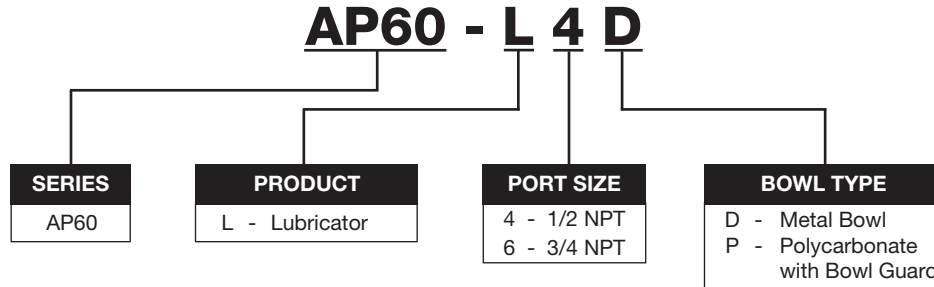 AP60 - L 4 D
SERIES
AP60
PRODUCT
L - Lubricator
PORT SIZE
4 - 1/2 NPT
6 - 3/4 NPT
BOWL TYPE
D - Metal Bowl
P - Polycarbonate
with Bowl Guard